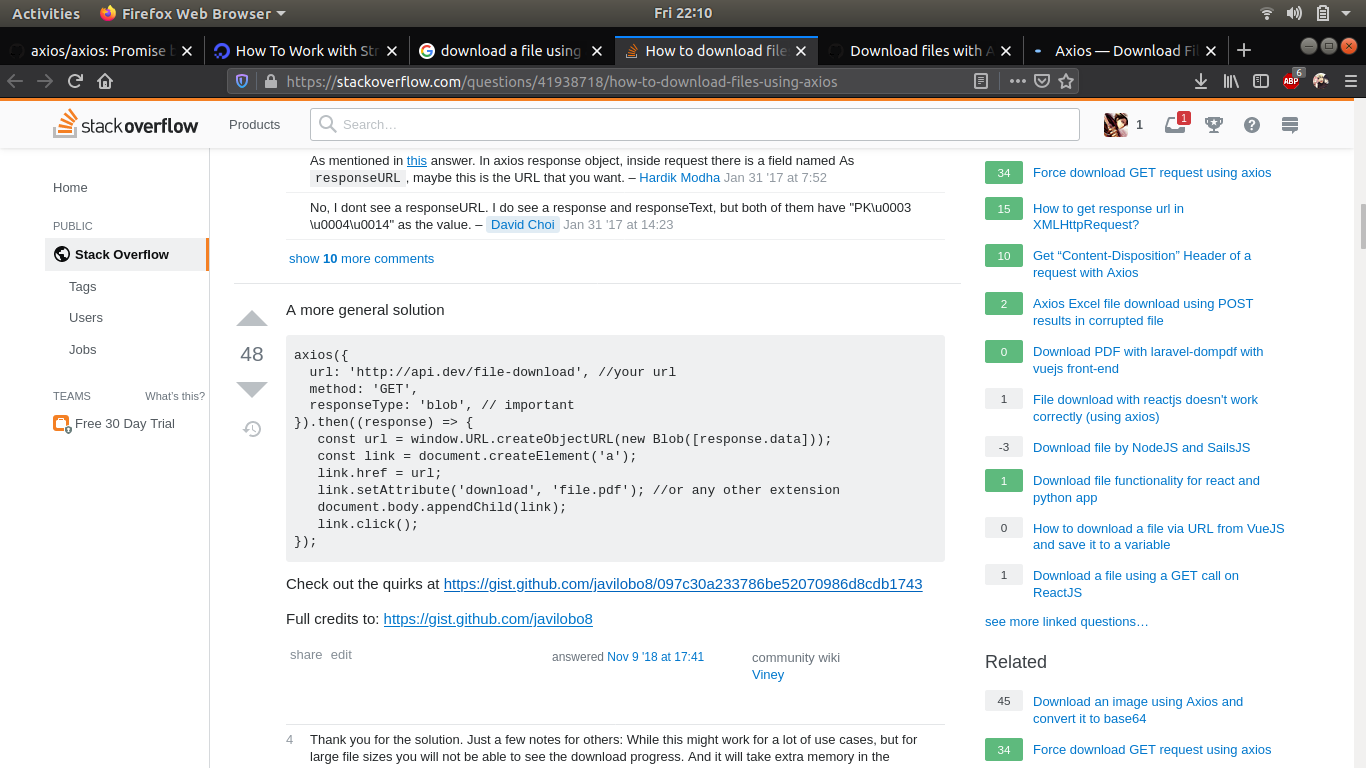 Activities
Firefox Web Browser
Fri 22:10
axios/axios: Promise b
How To Work with Str
download a file using
How to download file
Download files with A
Axios — Download Fil
https://stackoverflow.com/questions/41938718/how-to-download-files-using-axios
ABP
6
stackoverflow
Products
Search…
1
1
Home
PUBLIC
Stack Overflow
Tags
Users
Jobs
TEAMS
What's this?
Free 30 Day Trial
As mentioned in this answer. In axios response object, inside request there is a field named As
responseURL , maybe this is the URL that you want. – Hardik Modha Jan 31 '17 at 7:52
No, I dont see a responseURL. I do see a response and responseText, but both of them have "PK\u0003
\u0004\u0014" as the value. – David Choi Jan 31 '17 at 14:23
show 10 more comments
48
A more general solution
axios({
url: 'http://api.dev/file-download', //your url
method: 'GET',
responseType: 'blob', // important
}).then((response) => {
const url = window.URL.createObjectURL(new Blob([response.data]));
const link = document.createElement('a');
link.href = url;
link.setAttribute('download', 'file.pdf'); //or any other extension
document.body.appendChild(link);
link.click();
});
Check out the quirks at https://gist.github.com/javilobo8/097c30a233786be52070986d8cdb1743
Full credits to: https://gist.github.com/javilobo8
share edit
answered Nov 9 '18 at 17:41
community wiki
Viney
4
Thank you for the solution. Just a few notes for others: While this might work for a lot of use cases, but for
large file sizes you will not be able to see the download progress. And it will take extra memory in the
34 Force download GET request using axios
15 How to get response url in
XMLHttpRequest?
10 Get “Content-Disposition” Header of a
request with Axios
2 Axios Excel file download using POST
results in corrupted file
0 Download PDF with laravel-dompdf with
vuejs front-end
1 File download with reactjs doesn't work
correctly (using axios)
-3 Download file by NodeJS and SailsJS
1 Download file functionality for react and
python app
0 How to download a file via URL from VueJS
and save it to a variable
1 Download a file using a GET call on
ReactJS
see more linked questions…
Related
45 Download an image using Axios and
convert it to base64
34 Force download GET request using axios